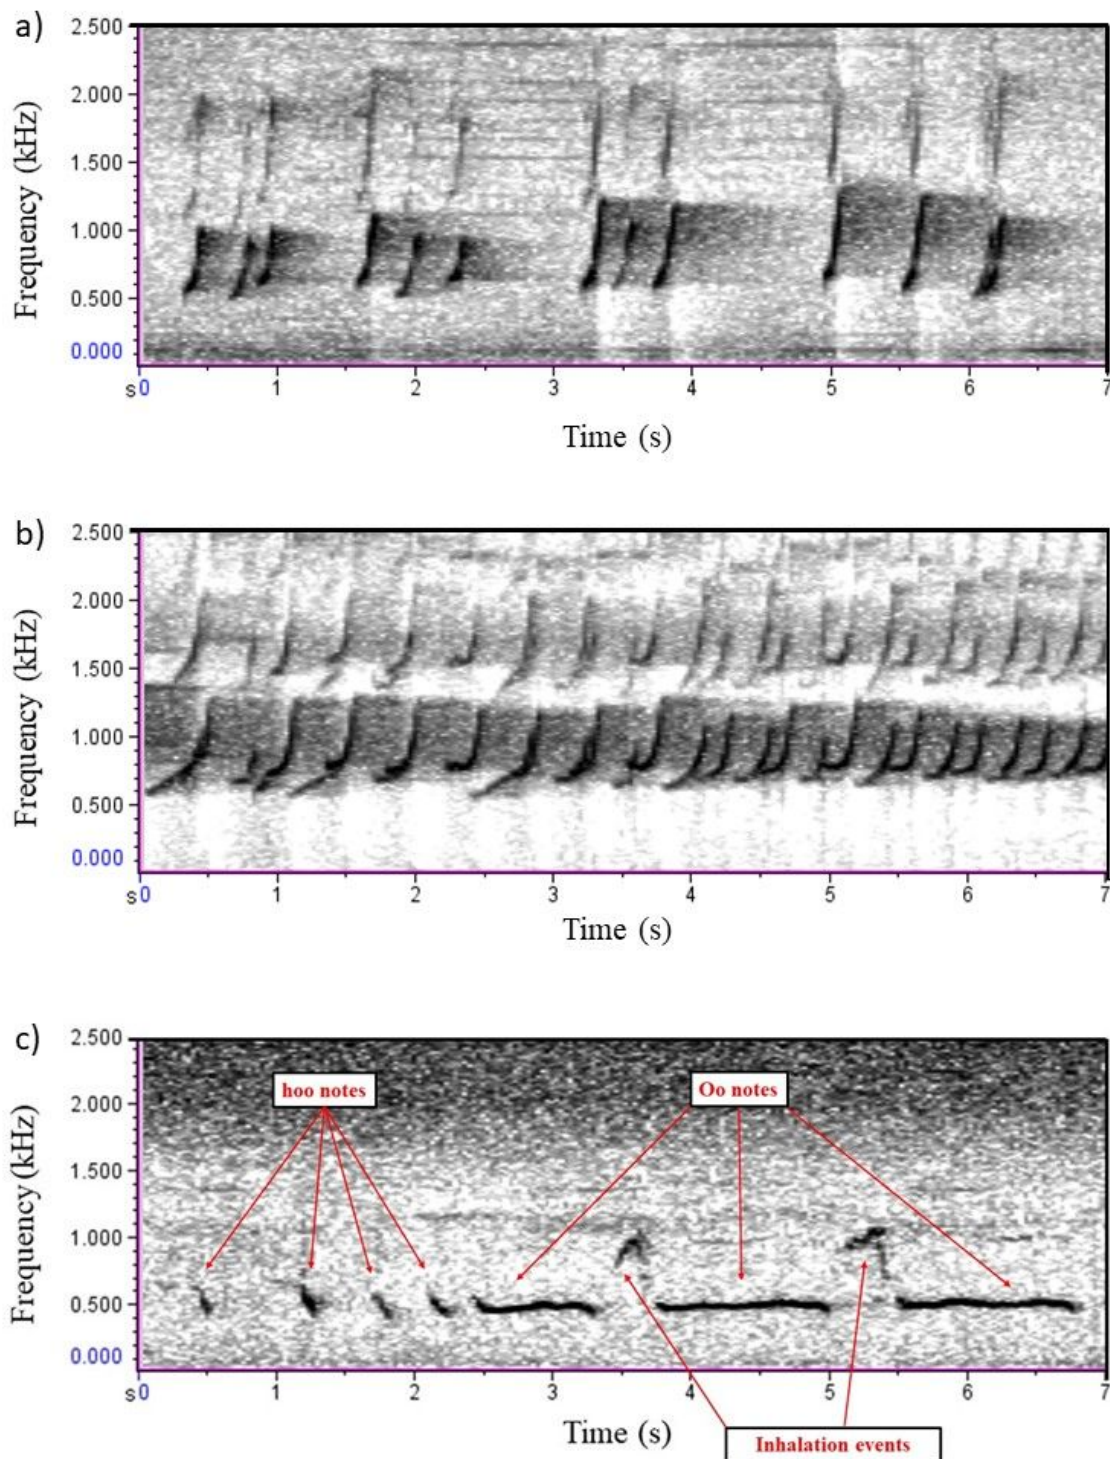 a)
2.500
2.000
1.500
1.000
0.500
0.000
Frequency (kHz)
s0 1 2 3 4 5 6 7
Time (s)
b)
2.500
2.000
1.500
1.000
0.500
0.000
Frequency (kHz)
s0 1 2 3 4 5 6 7
Time (s)
c)
2.500
2.000
1.500
1.000
0.500
0.000
Frequency (kHz)
hoo notes
Oo notes
s0 1 2 3 4 5 6 7
Time (s)
Inhalation events